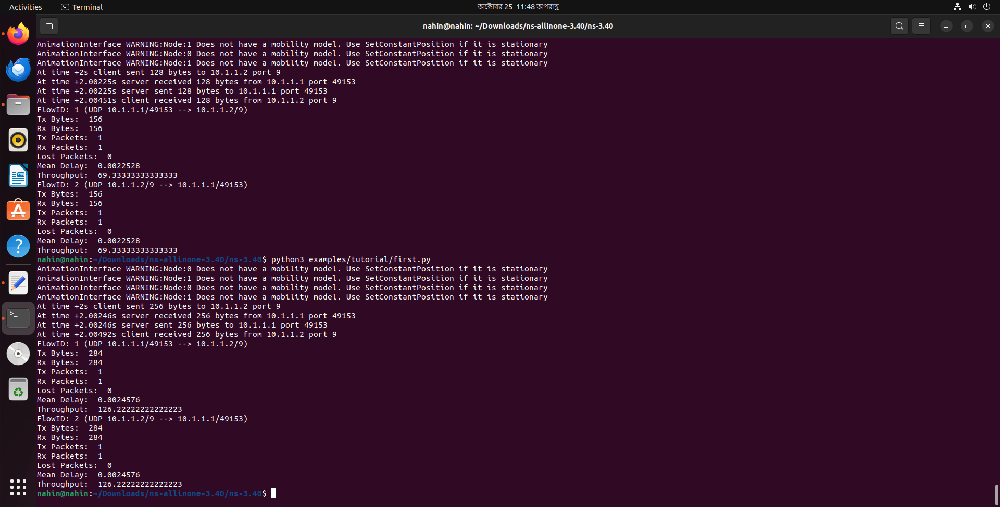 Activities
Terminal
অক্টোবর 25 11:48 অপরাহ্ণ
nahin@nahin: ~/Downloads/ns-allinone-3.40/ns-3.40
AnimationInterface WARNING:Node:1 Does not have a mobility model. Use SetConstantPosition if it is stationary
AnimationInterface WARNING:Node:0 Does not have a mobility model. Use SetConstantPosition if it is stationary
AnimationInterface WARNING:Node:1 Does not have a mobility model. Use SetConstantPosition if it is stationary
At time +2s client sent 128 bytes to 10.1.1.2 port 9
At time +2.00225s server received 128 bytes from 10.1.1.1 port 49153
At time +2.00225s server sent 128 bytes to 10.1.1.1 port 49153
At time +2.00451s client received 128 bytes from 10.1.1.2 port 9
FlowID: 1 (UDP 10.1.1.1/49153 --> 10.1.1.2/9)
Tx Bytes:  156
Rx Bytes:  156
Tx Packets:  1
Rx Packets:  1
Lost Packets:  0
Mean Delay:  0.0022528
Throughput:  69.33333333333333
FlowID: 2 (UDP 10.1.1.2/9 --> 10.1.1.1/49153)
Tx Bytes:  156
Rx Bytes:  156
Tx Packets:  1
Rx Packets:  1
Lost Packets:  0
Mean Delay:  0.0022528
Throughput:  69.33333333333333
nahin@nahin:~/Downloads/ns-allinone-3.40/ns-3.40$ python3 examples/tutorial/first.py
AnimationInterface WARNING:Node:0 Does not have a mobility model. Use SetConstantPosition if it is stationary
AnimationInterface WARNING:Node:1 Does not have a mobility model. Use SetConstantPosition if it is stationary
AnimationInterface WARNING:Node:0 Does not have a mobility model. Use SetConstantPosition if it is stationary
AnimationInterface WARNING:Node:1 Does not have a mobility model. Use SetConstantPosition if it is stationary
At time +2s client sent 256 bytes to 10.1.1.2 port 9
At time +2.00246s server received 256 bytes from 10.1.1.1 port 49153
At time +2.00246s server sent 256 bytes to 10.1.1.1 port 49153
At time +2.00492s client received 256 bytes from 10.1.1.2 port 9
FlowID: 1 (UDP 10.1.1.1/49153 --> 10.1.1.2/9)
Tx Bytes:  284
Rx Bytes:  284
Tx Packets:  1
Rx Packets:  1
Lost Packets:  0
Mean Delay:  0.0024576
Throughput:  126.22222222222223
FlowID: 2 (UDP 10.1.1.2/9 --> 10.1.1.1/49153)
Tx Bytes:  284
Rx Bytes:  284
Tx Packets:  1
Rx Packets:  1
Lost Packets:  0
Mean Delay:  0.0024576
Throughput:  126.22222222222223
nahin@nahin:~/Downloads/ns-allinone-3.40/ns-3.40$